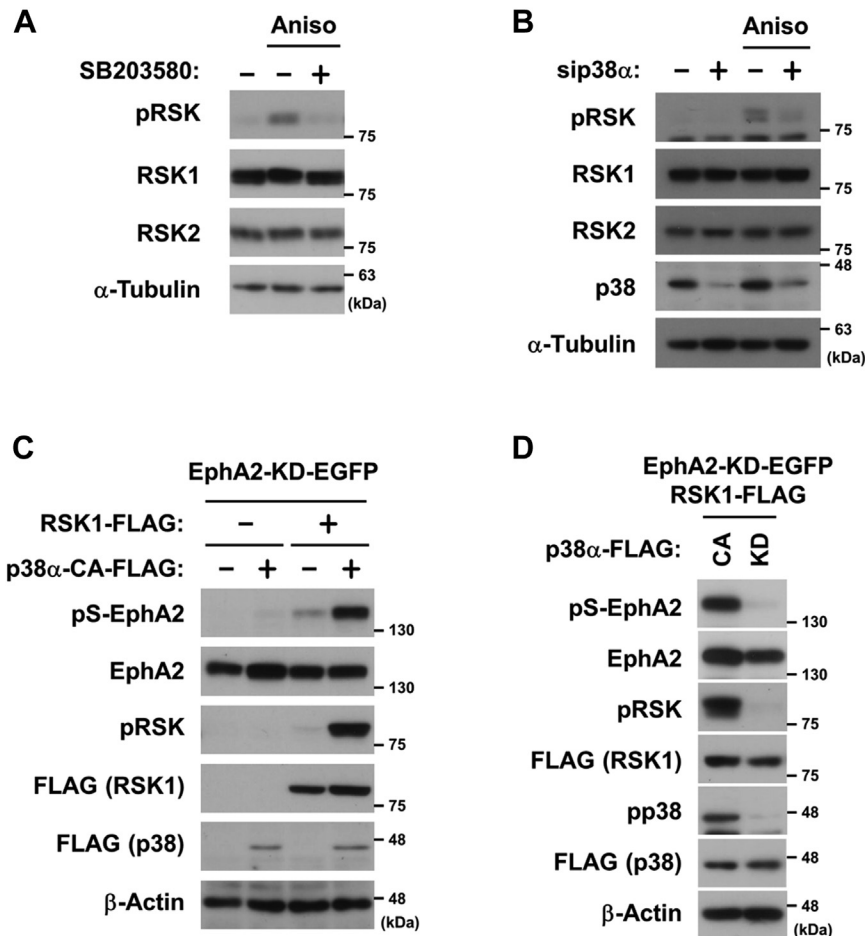 A
Aniso
SB203580: − − +
pRSK
75
RSK1
75
RSK2
75
63
α-Tubulin
(kDa)
B
Aniso
sip38α: − + − +
pRSK
75
RSK1
75
RSK2
75
48
p38
63
α-Tubulin
(kDa)
C
EphA2-KD-EGFP
RSK1-FLAG: − +
p38α-CA-FLAG: − + − +
pS-EphA2
130
EphA2
130
pRSK
75
FLAG (RSK1)
75
48
FLAG (p38)
48
β-Actin
(kDa)
D
EphA2-KD-EGFP
RSK1-FLAG
p38α-FLAG: CA KD
pS-EphA2
130
EphA2
130
pRSK
75
FLAG (RSK1)
75
pp38
48
FLAG (p38)
48
β-Actin
48
(kDa)